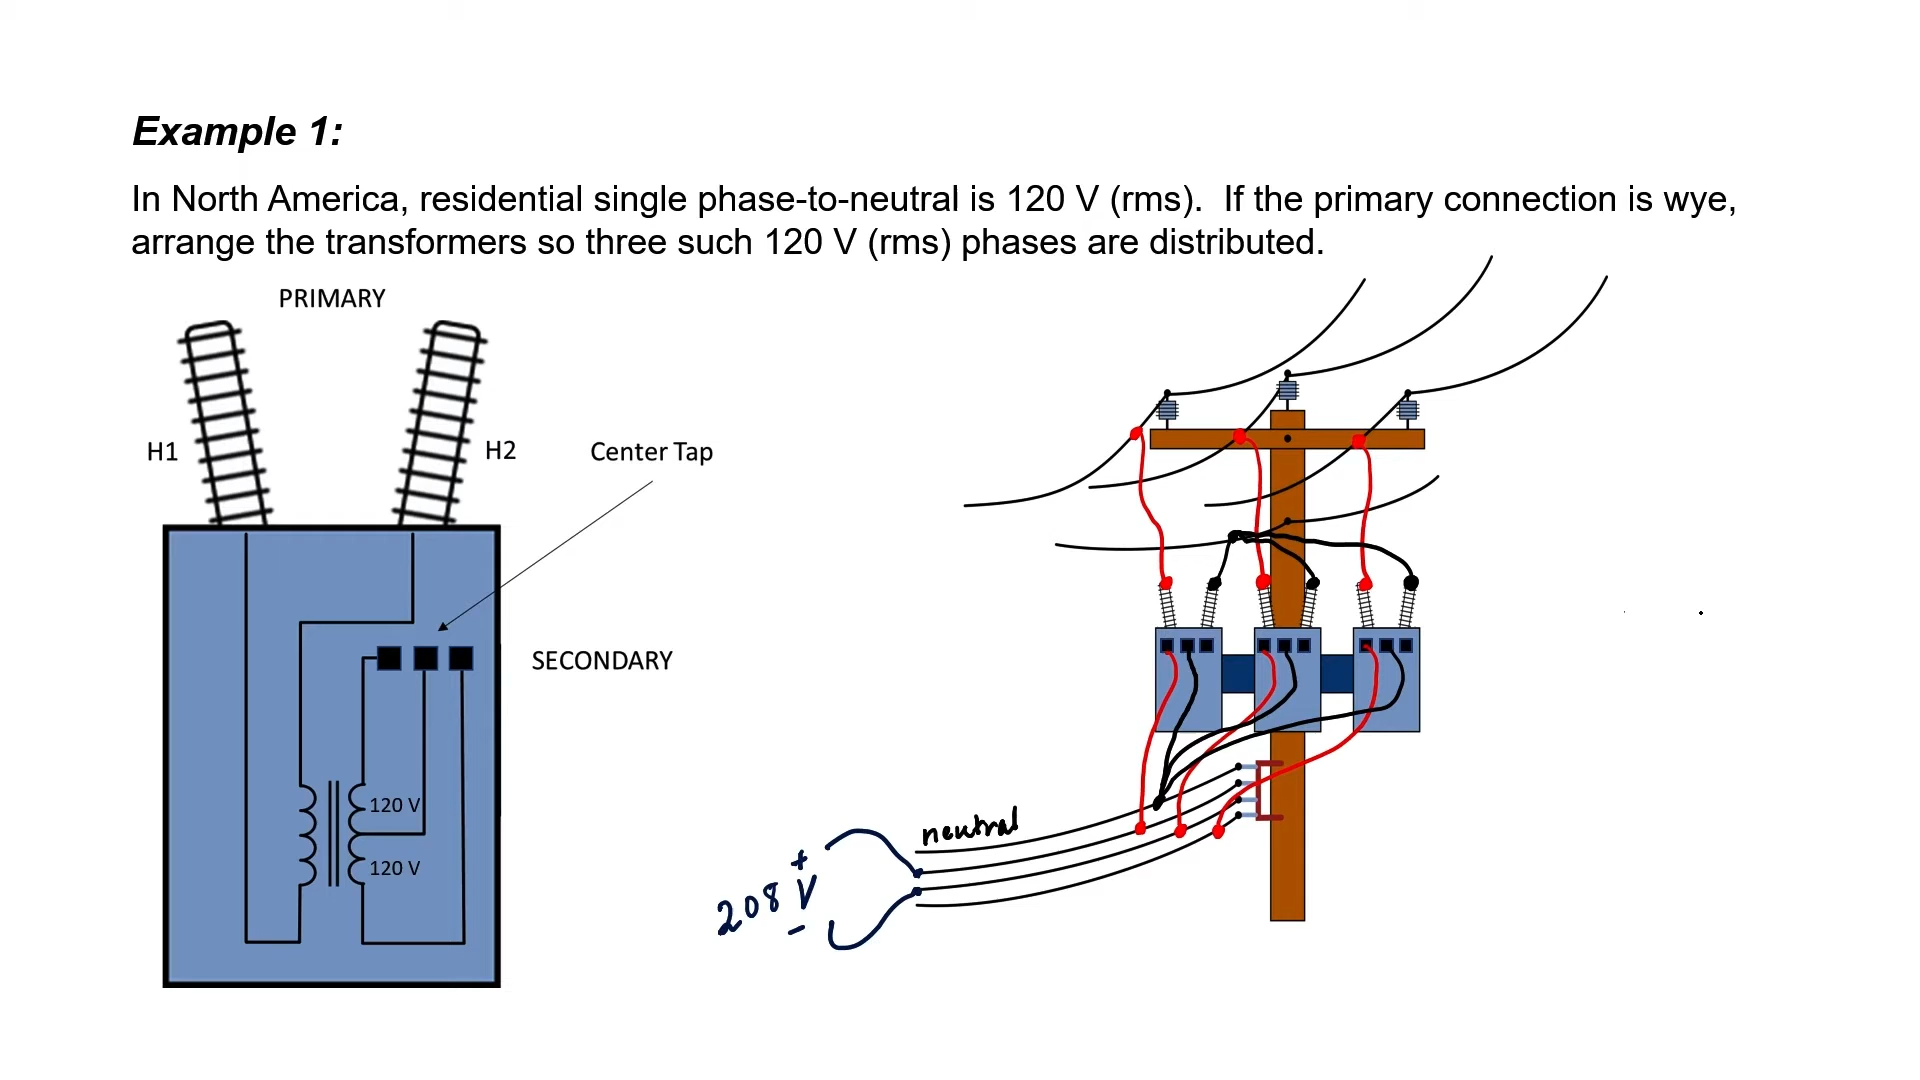 Example 1:
In North America, residential single phase-to-neutral is 120 V (rms).  If the primary connection is wye,
arrange the transformers so three such 120 V (rms) phases are distributed.
PRIMARY
H1
H2
Center Tap
SECONDARY
120 V
120 V
neutral
+
208 V
-